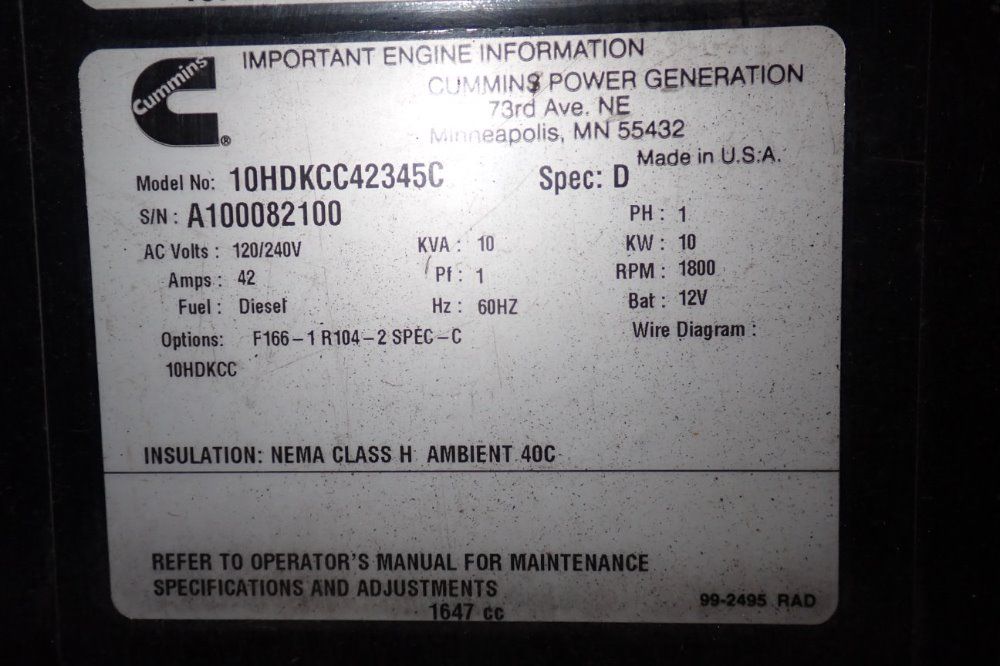 Cummins
®
IMPORTANT ENGINE INFORMATION
CUMMINS POWER GENERATION
73rd Ave. NE
Minneapolis, MN 55432
Made in U.S.A.
Model No: 10HDKCC42345C Spec: D
S/N : A100082100 PH : 1
AC Volts : 120/240V KVA : 10 KW : 10
Amps : 42 Pf : 1 RPM : 1800
Fuel : Diesel Hz : 60HZ Bat : 12V
Options: F166-1 R104-2 SPEC-C Wire Diagram :
10HDKCC
INSULATION: NEMA CLASS H AMBIENT 40C
REFER TO OPERATOR'S MANUAL FOR MAINTENANCE
SPECIFICATIONS AND ADJUSTMENTS
1647 cc
99-2495 RAD